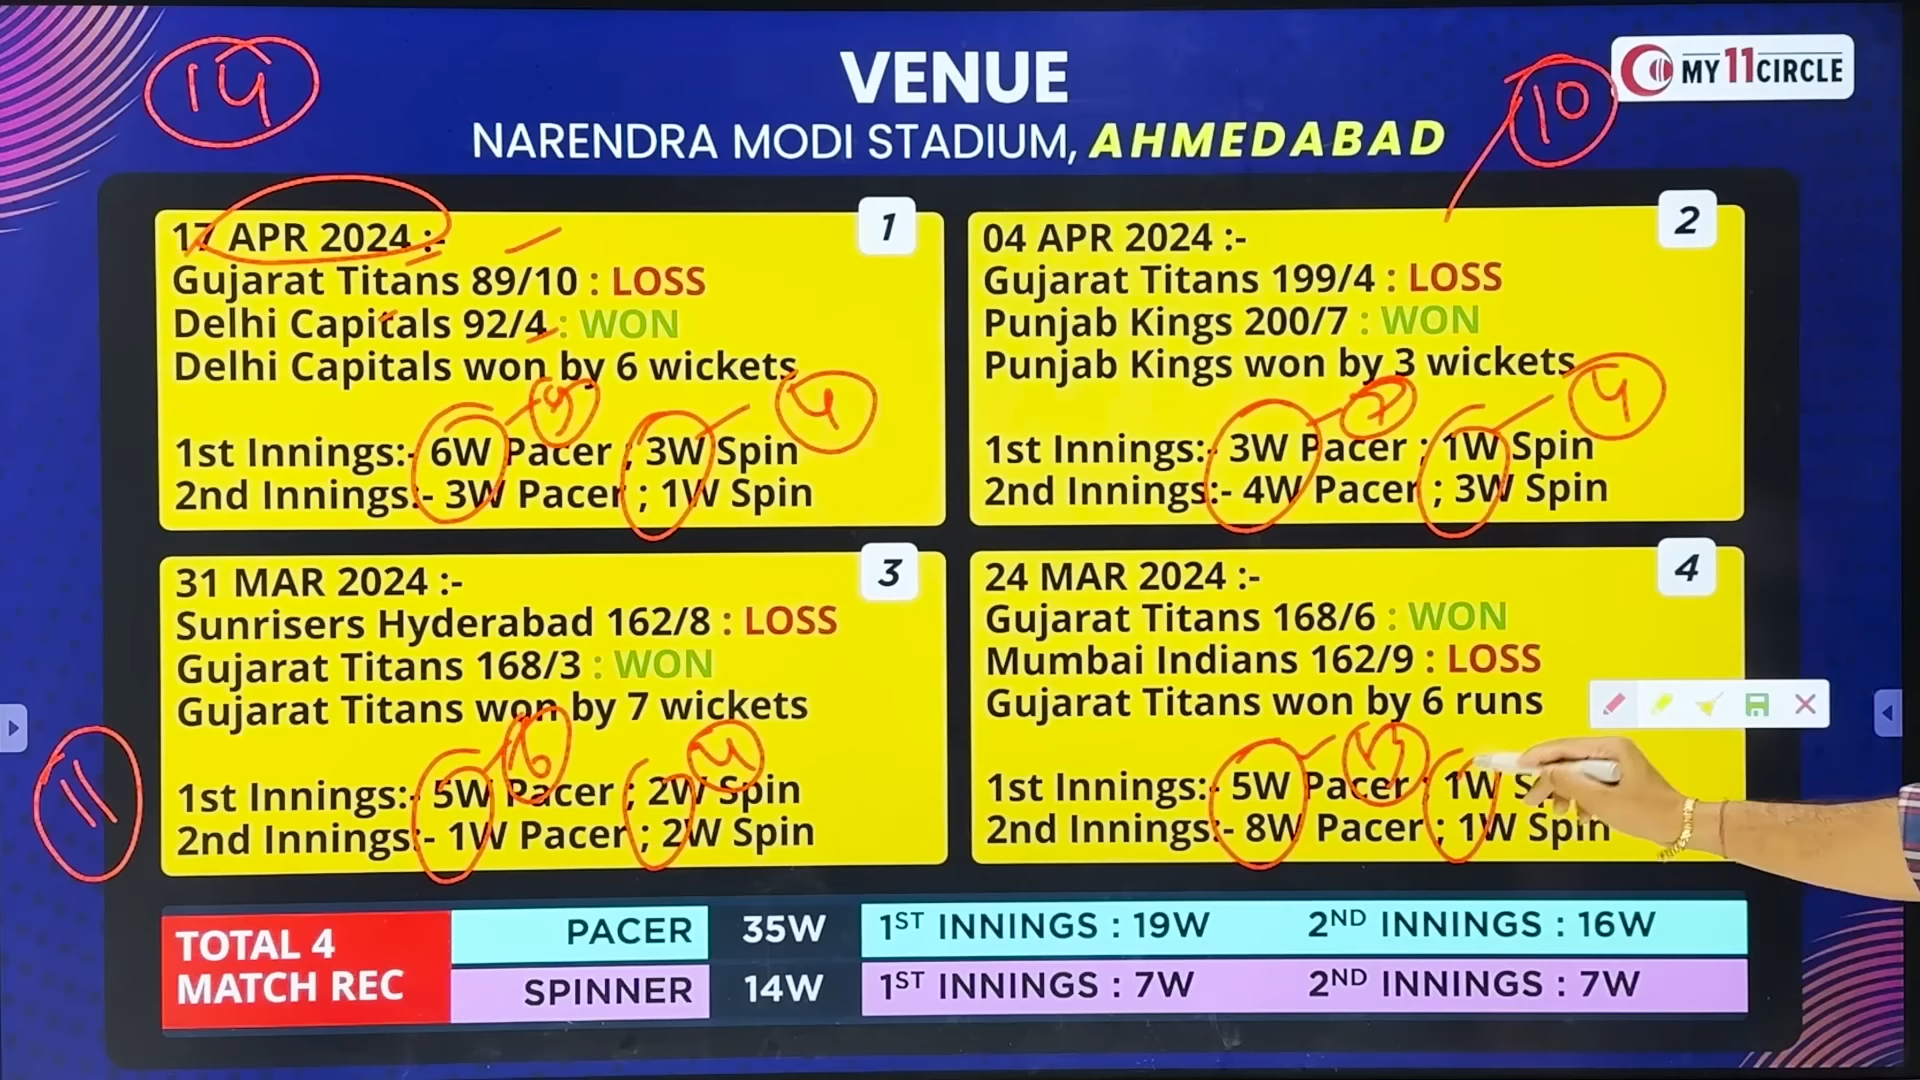 14
VENUE
10
MY11CIRCLE
NARENDRA MODI STADIUM, AHMEDABAD
1
17 APR 2024 :-
Gujarat Titans 89/10 : LOSS
Delhi Capitals 92/4 : WON
Delhi Capitals won by 6 wickets
9
4
1st Innings:- 6W Pacer ; 3W Spin
2nd Innings:- 3W Pacer ; 1W Spin
2
04 APR 2024 :-
Gujarat Titans 199/4 : LOSS
Punjab Kings 200/7 : WON
Punjab Kings won by 3 wickets
7
4
1st Innings:- 3W Pacer ; 1W Spin
2nd Innings:- 4W Pacer ; 3W Spin
3
31 MAR 2024 :-
Sunrisers Hyderabad 162/8 : LOSS
Gujarat Titans 168/3 : WON
Gujarat Titans won by 7 wickets
6
4
11
1st Innings:- 5W Pacer ; 2W Spin
2nd Innings:- 1W Pacer ; 2W Spin
4
24 MAR 2024 :-
Gujarat Titans 168/6 : WON
Mumbai Indians 162/9 : LOSS
Gujarat Titans won by 6 runs
13
1st Innings:- 5W Pacer ; 1W
2nd Innings:- 8W Pacer ; 1W Spin
TOTAL 4
MATCH REC
PACER 35W 1ST INNINGS : 19W 2ND INNINGS : 16W
SPINNER 14W 1ST INNINGS : 7W 2ND INNINGS : 7W